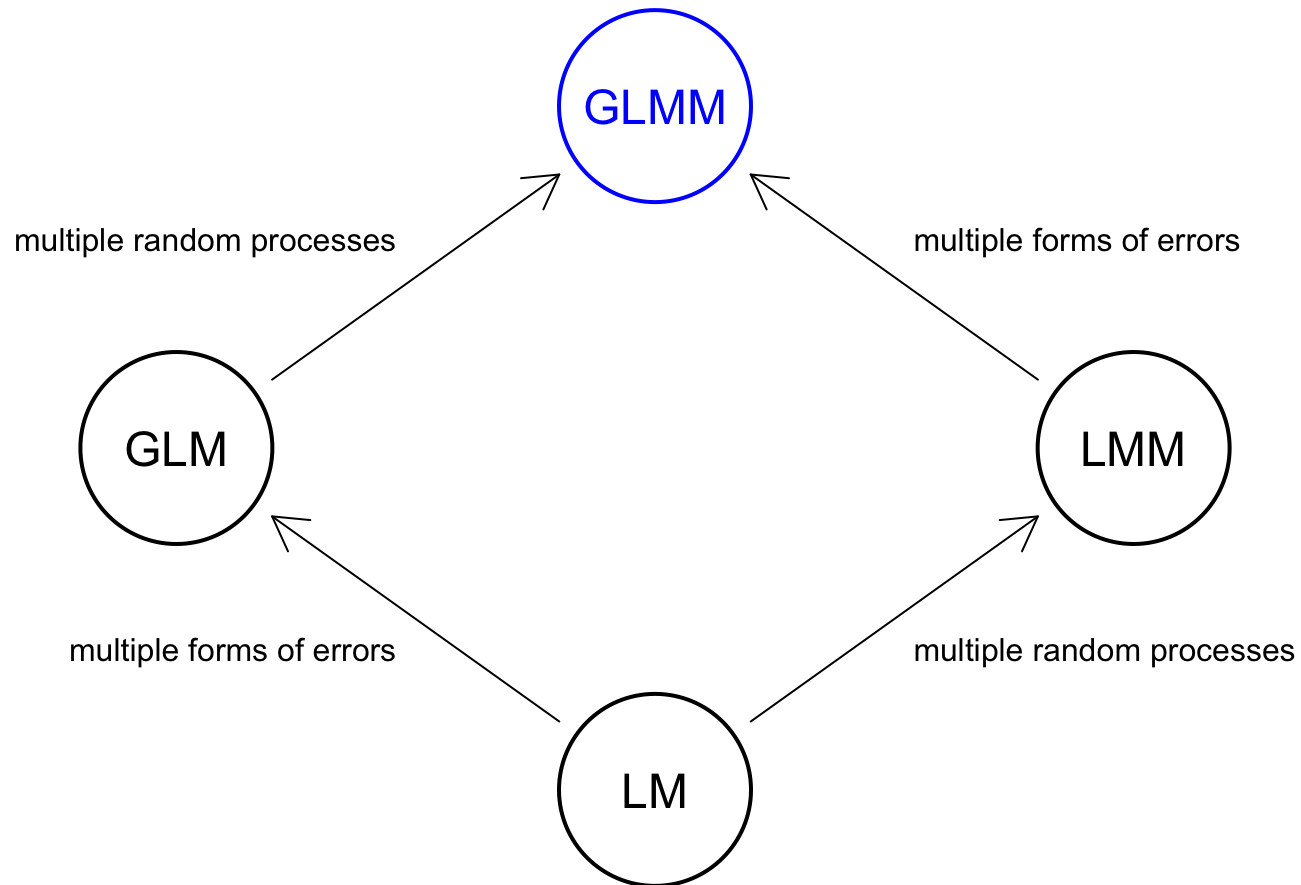 GLMM
multiple random processes
multiple forms of errors
GLM
LMM
multiple forms of errors
multiple random processes
LM